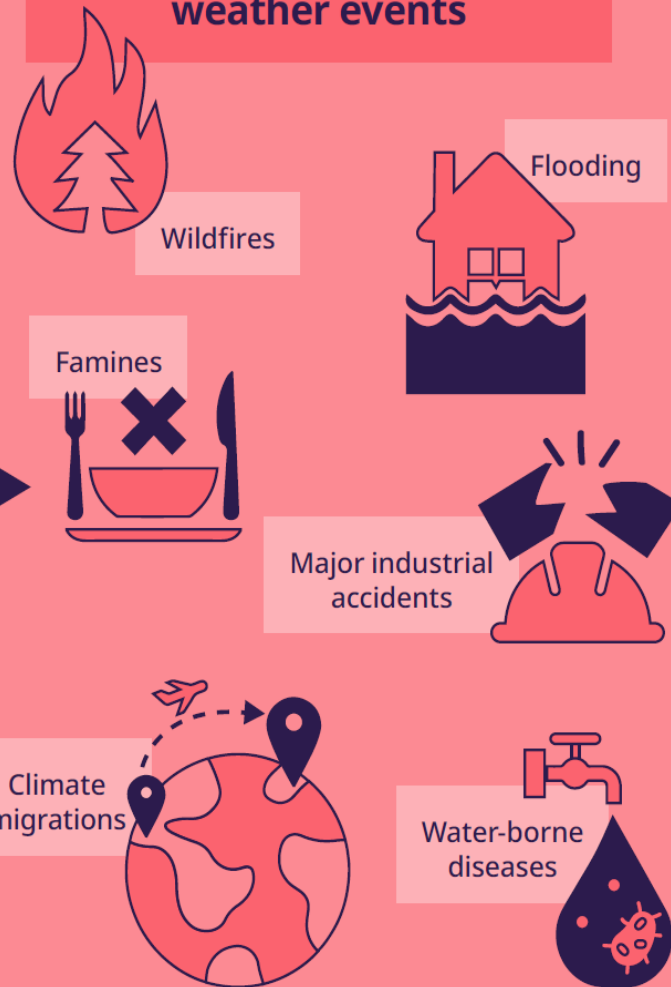 weather events
Wildfires
Flooding
Famines
Major industrial
accidents
Climate
migrations
Water-borne
diseases